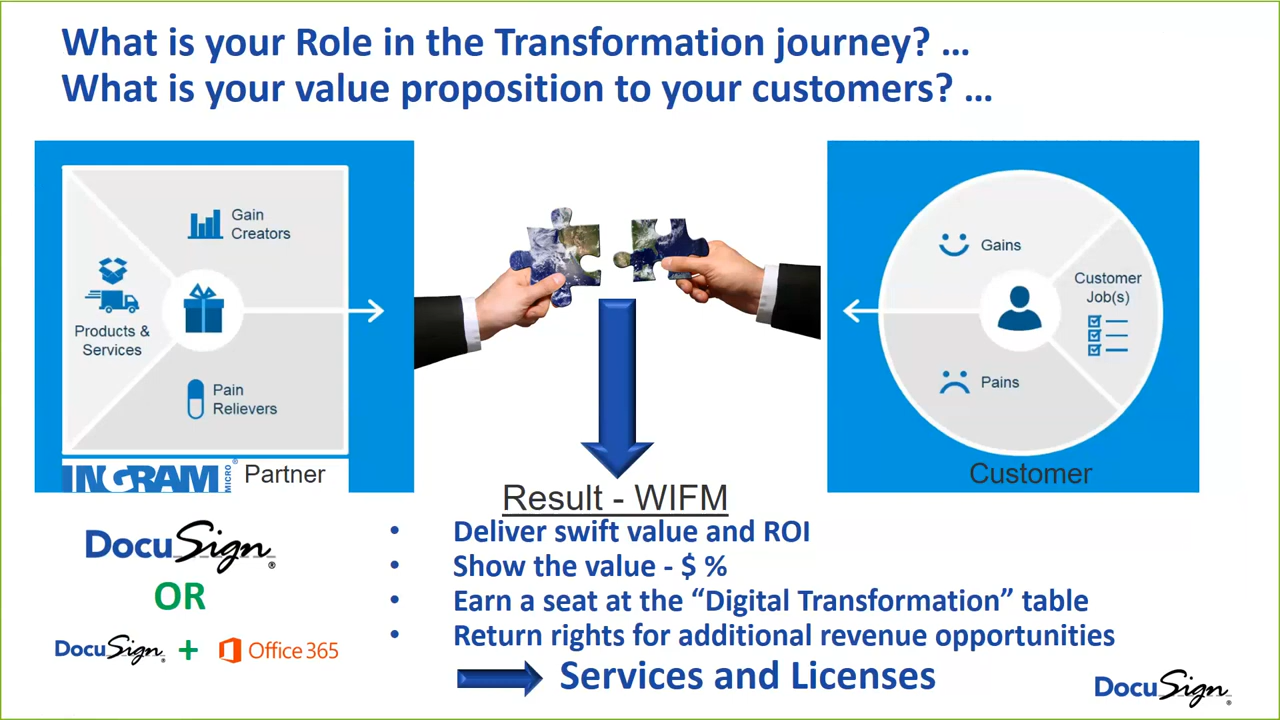 What is your Role in the Transformation journey? …
What is your value proposition to your customers? …
Gain
Creators
Products &
Services
Pain
Relievers
INGRAM MICRO ® Partner
Gains
Customer
Job(s)
Pains
Customer
Result - WIFM
• Deliver swift value and ROI
• Show the value - $ %
• Earn a seat at the “Digital Transformation” table
• Return rights for additional revenue opportunities
Services and Licenses
DocuSign®
OR
DocuSign® + Office 365
DocuSign®